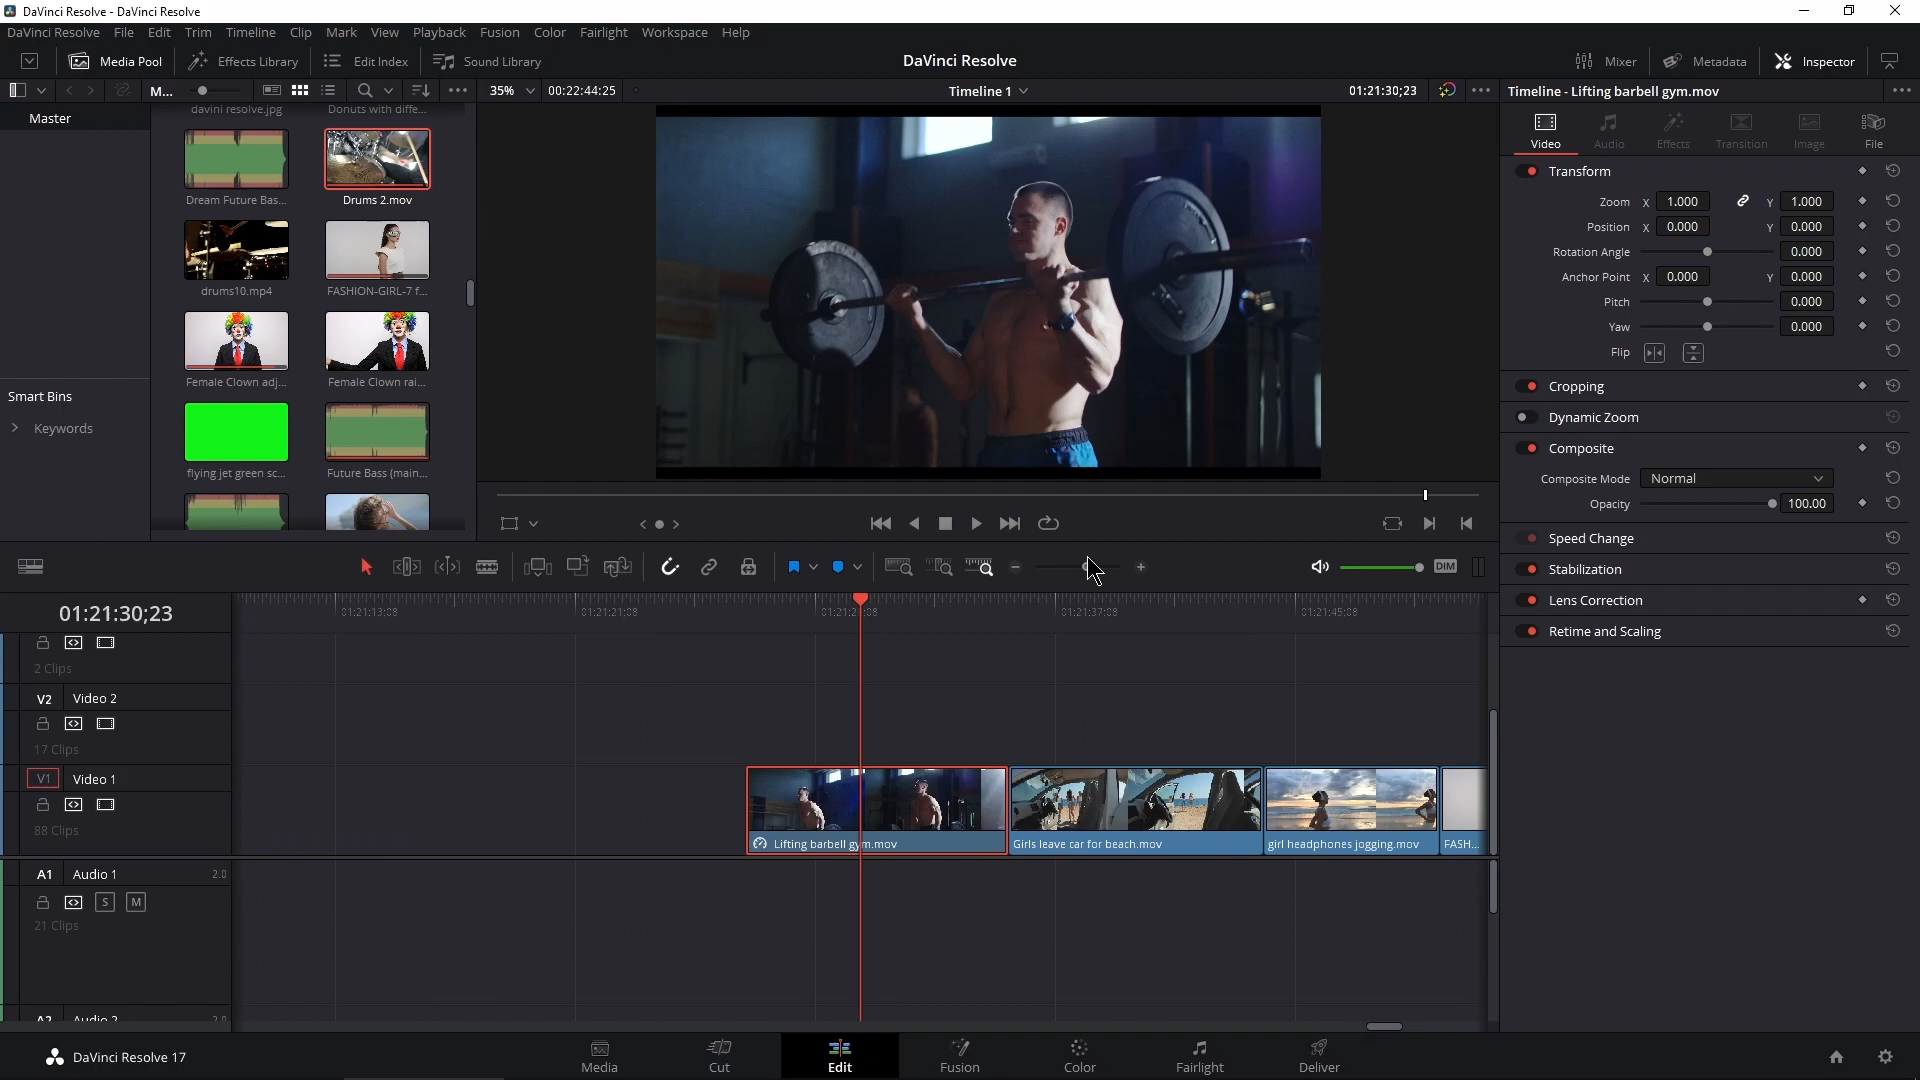 DaVinci Resolve - DaVinci Resolve
DaVinci Resolve File Edit Trim Timeline Clip Mark View Playback Fusion Color Fairlight Workspace Help
Media Pool Effects Library Edit Index Sound Library DaVinci Resolve Mixer Metadata Inspector
M... 35% 00:22:44:25 Timeline 1 01:21:30;23 Timeline - Lifting barbell gym.mov
Master
davini resolve.jpg Donuts with diffe...
Dream Future Bas... Drums 2.mov
drums10.mp4 FASHION-GIRL-7 f...
Female Clown adj... Female Clown rai...
flying jet green sc... Future Bass (main...
Smart Bins
Keywords
Video Audio Effects Transition Image File
Transform
Zoom X 1.000 Y 1.000
Position X 0.000 Y 0.000
Rotation Angle 0.000
Anchor Point X 0.000 Y 0.000
Pitch 0.000
Yaw 0.000
Flip
Cropping
Dynamic Zoom
Composite
Composite Mode Normal
Opacity 100.00
Speed Change
Stabilization
Lens Correction
Retime and Scaling
DIM
01:21:30;23
01:21:13;08 01:21:21;08 01:21:37;08 01:21:45;08
2 Clips
V2 Video 2
17 Clips
V1 Video 1
88 Clips
Lifting barbell gym.mov Girls leave car for beach.mov girl headphones jogging.mov FASH...
A1 Audio 1 2.0
S M
21 Clips
A2 Audio 2 2.0
DaVinci Resolve 17
Media Cut Edit Fusion Color Fairlight Deliver